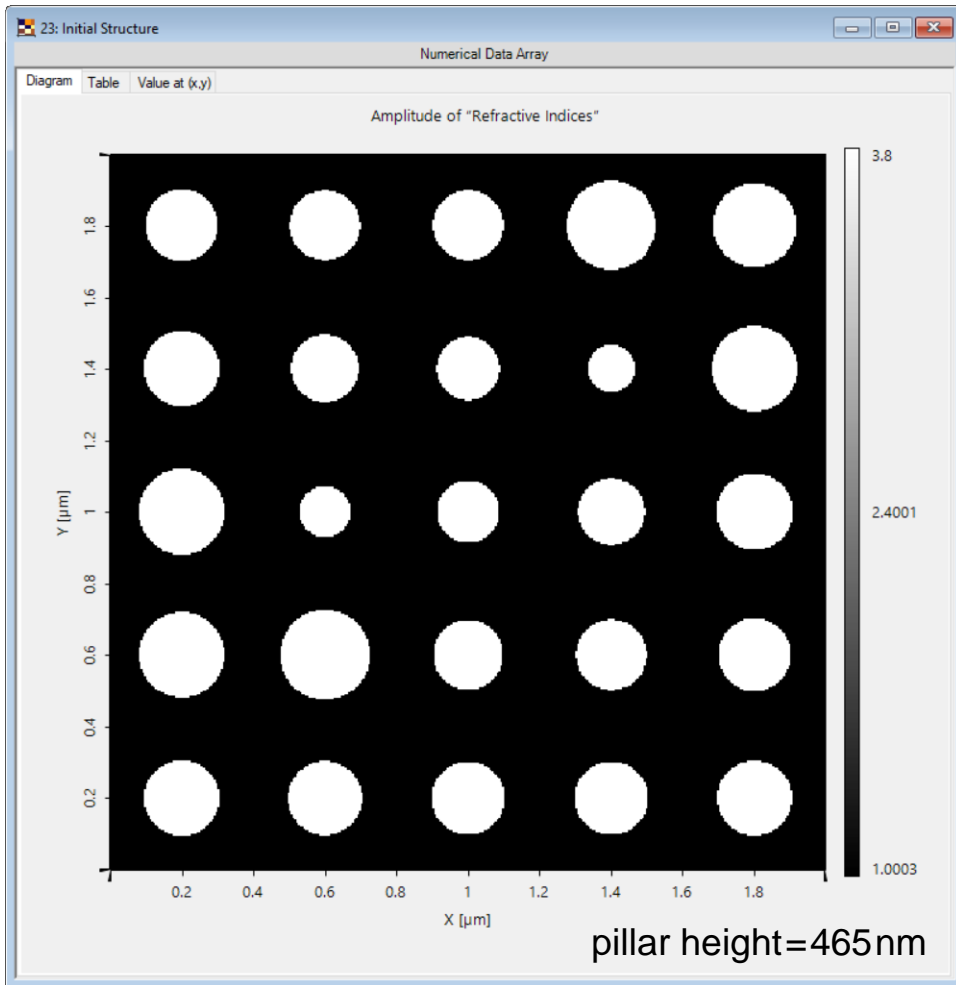 23: Initial Structure
Numerical Data Array
Diagram Table Value at (x,y)
Amplitude of "Refractive Indices"
3.8
2.4001
1.0003
1.8
1.6
1.4
1.2
1
0.8
0.6
0.4
0.2
Y [µm]
0.2 0.4 0.6 0.8 1 1.2 1.4 1.6 1.8
X [µm]
pillar height=465nm